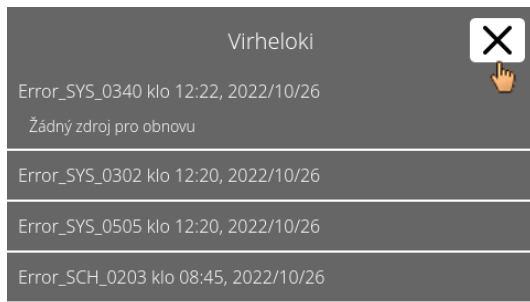 Virheloki
Error_SYS_0340 klo 12:22, 2022/10/26
Žádný zdroj pro obnovu
Error_SYS_0302 klo 12:20, 2022/10/26
Error_SYS_0505 klo 12:20, 2022/10/26
Error_SCH_0203 klo 08:45, 2022/10/26